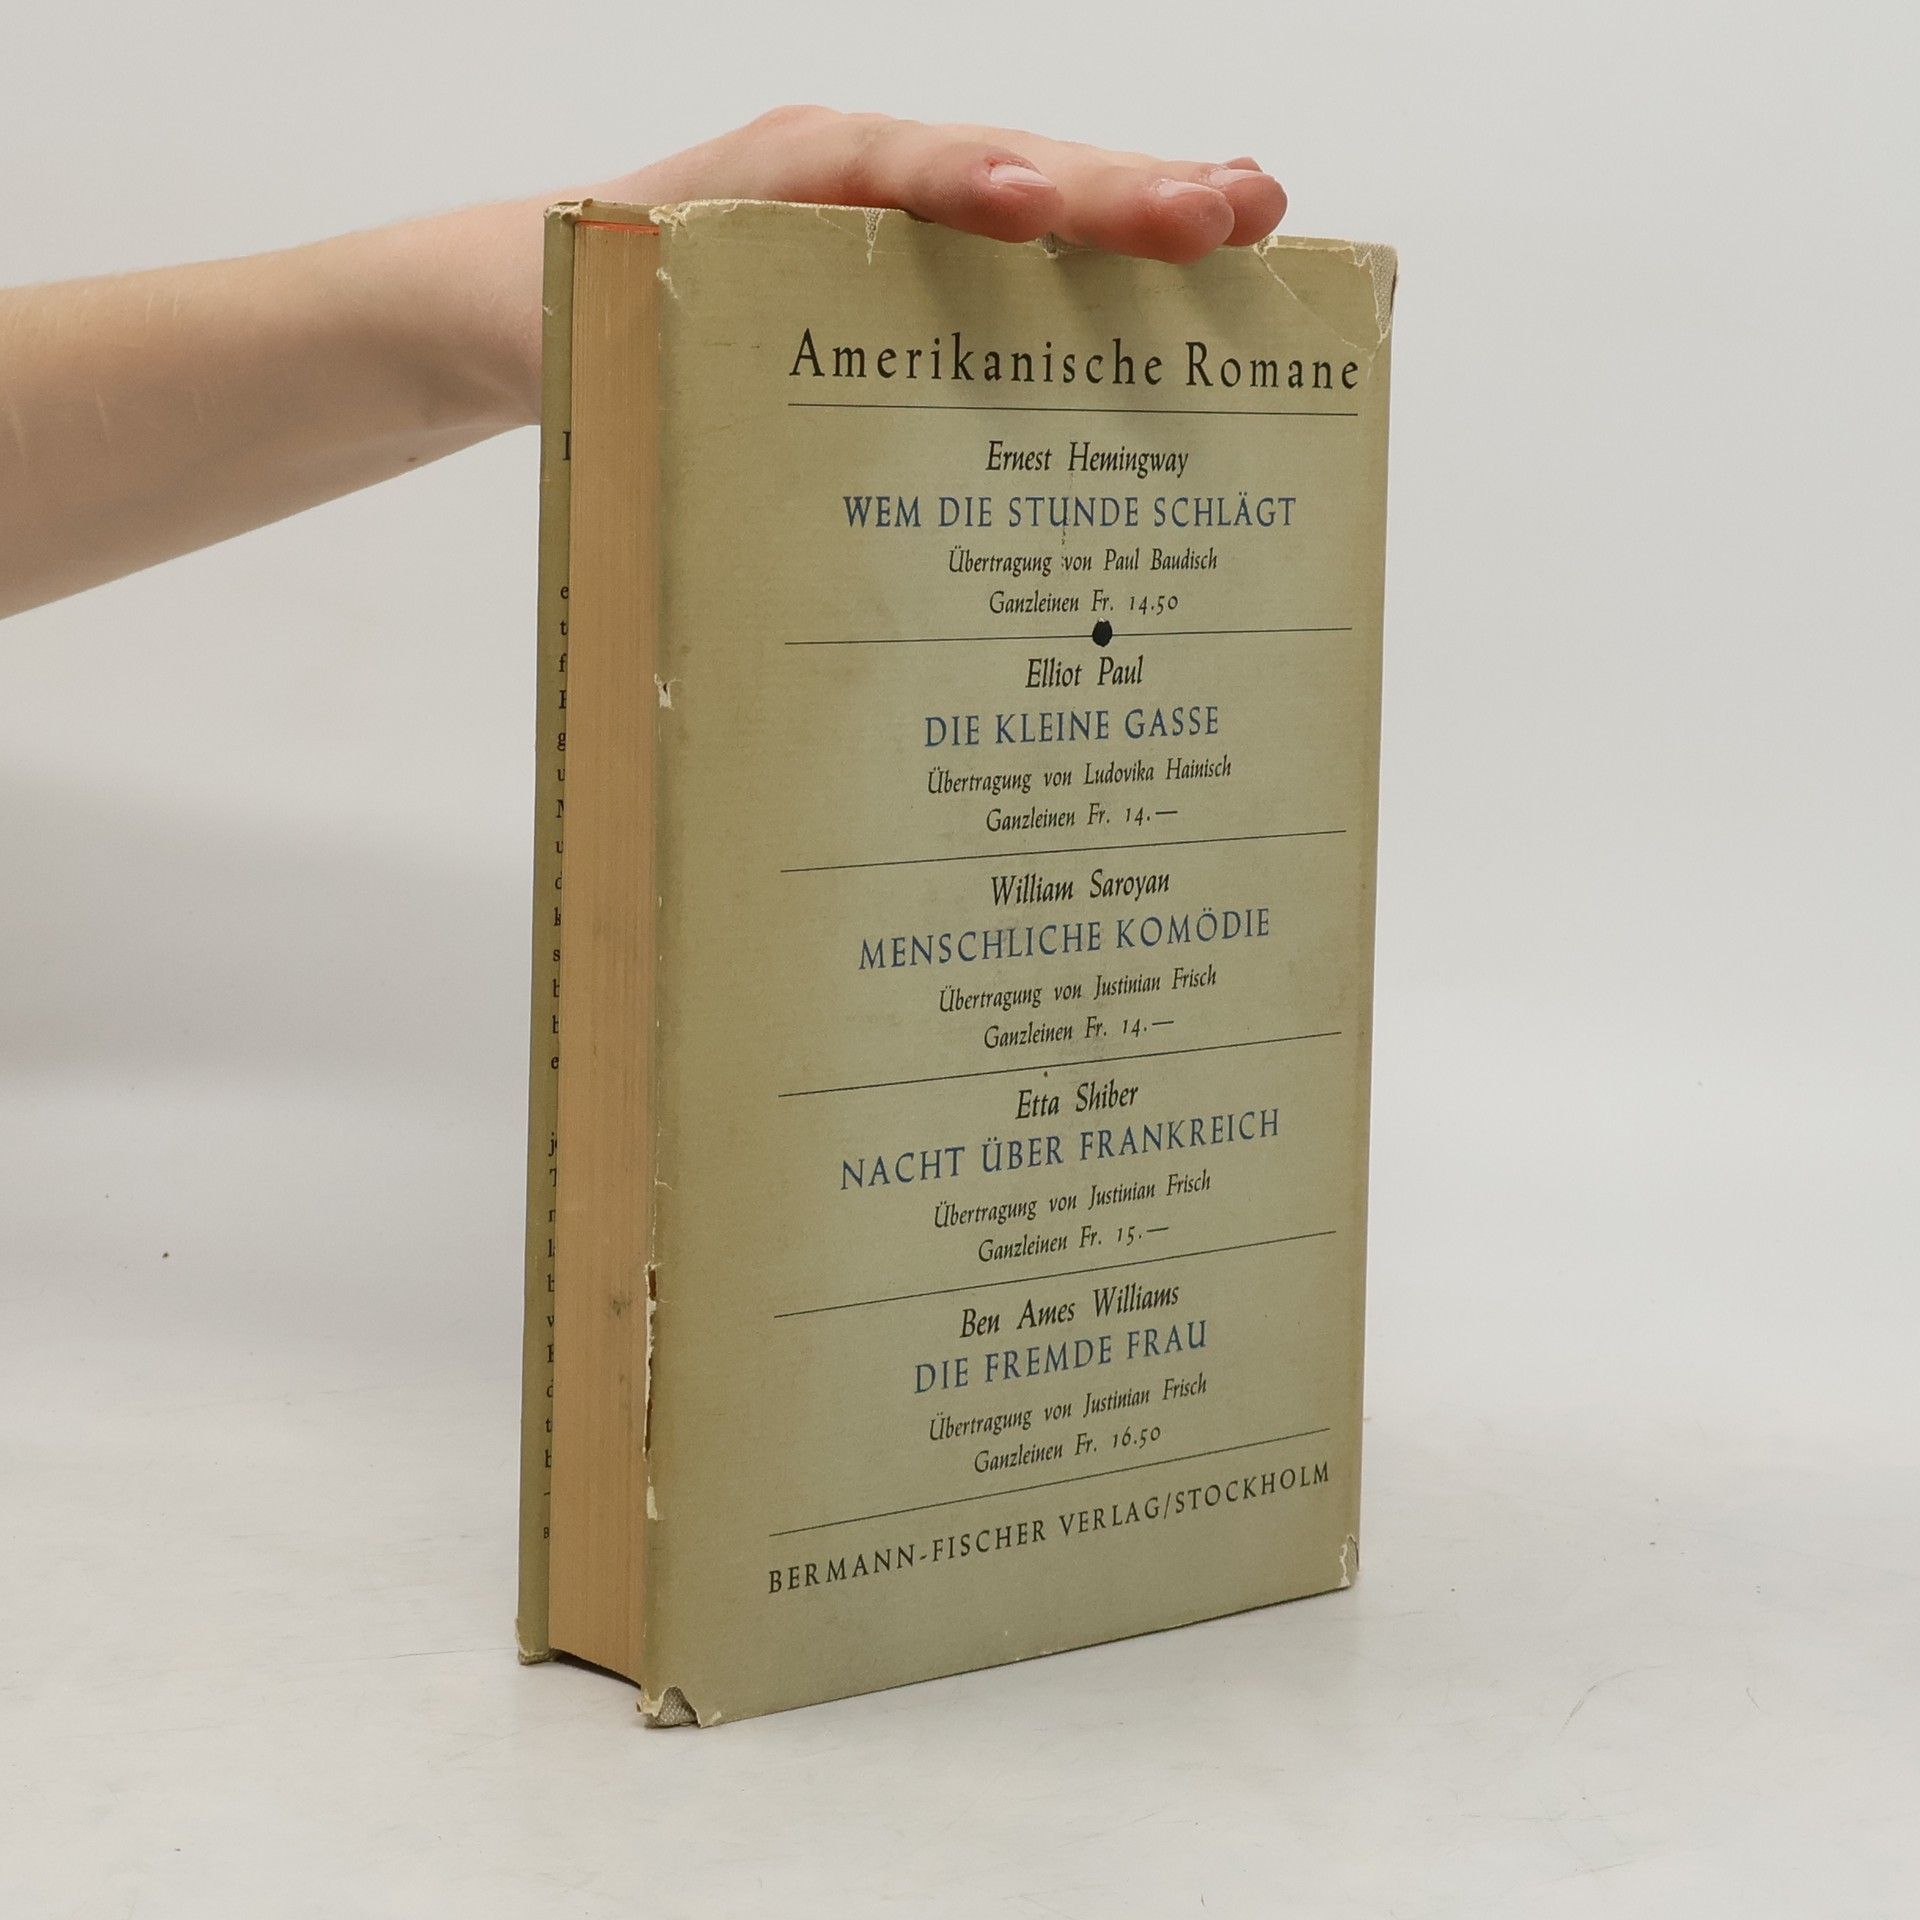 Amerikanische Romane
Ernest Hemingway
WEM DIE STUNDE SCHLÄGT
Übertragung von Paul Baudisch
Ganzleinen Fr. 14.50
Elliot Paul
DIE KLEINE GASSE
Übertragung von Ludovika Hainisch
Ganzleinen Fr. 14.—
William Saroyan
MENSCHLICHE KOMÖDIE
Übertragung von Justinian Frisch
Ganzleinen Fr. 14.—
Etta Shiber
NACHT ÜBER FRANKREICH
Übertragung von Justinian Frisch
Ganzleinen Fr. 15.—
Ben Ames Williams
DIE FREMDE FRAU
Übertragung von Justinian Frisch
Ganzleinen Fr. 16.50
BERMANN-FISCHER VERLAG/STOCKHOLM